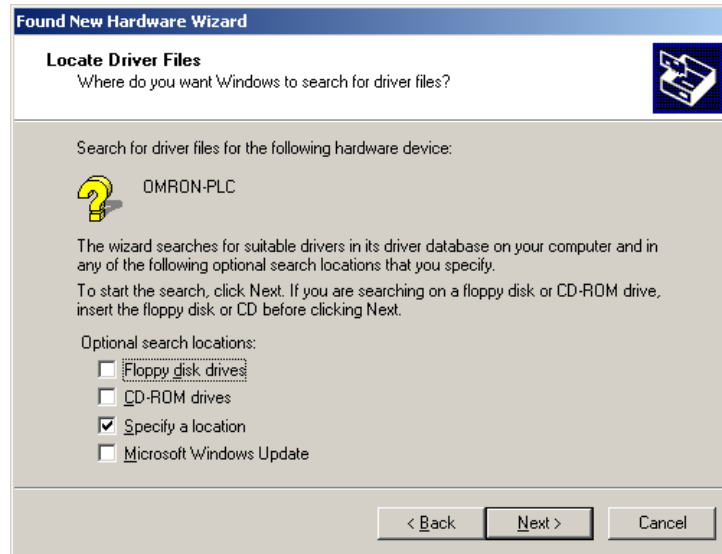 Found New Hardware Wizard
Locate Driver Files
Where do you want Windows to search for driver files?
Search for driver files for the following hardware device:
OMRON-PLC
The wizard searches for suitable drivers in its driver database on your computer and in
any of the following optional search locations that you specify.
To start the search, click Next. If you are searching on a floppy disk or CD-ROM drive,
insert the floppy disk or CD before clicking Next.
Optional search locations:
Floppy disk drives
CD-ROM drives
Specify a location
Microsoft Windows Update
< Back Next > Cancel